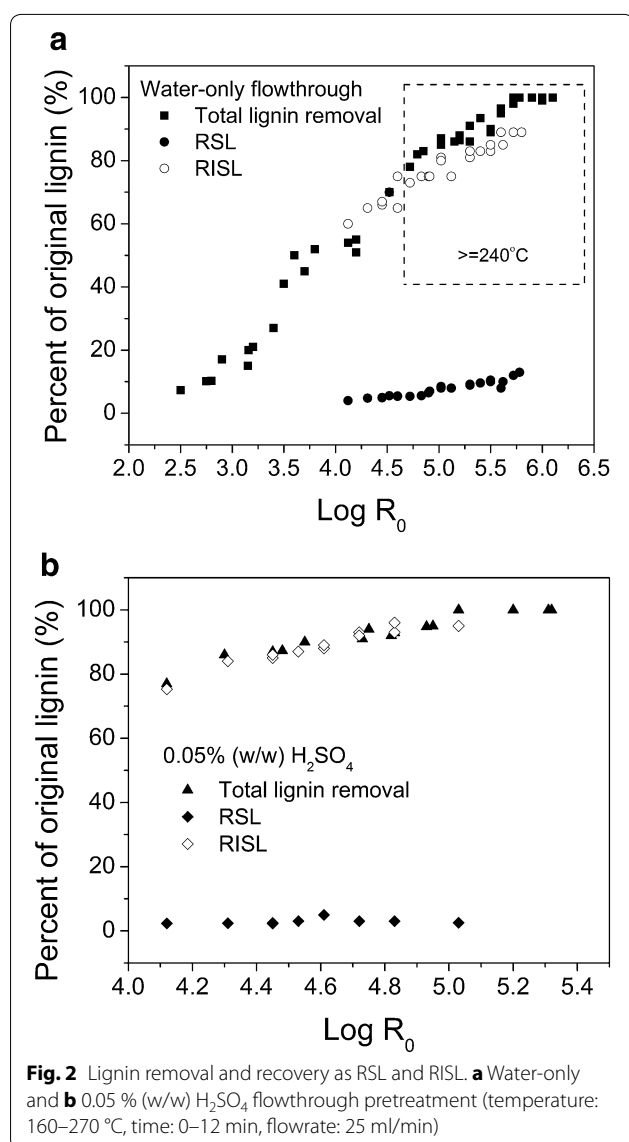 a
Water-only flowthrough
Total lignin removal
RSL
RISL
>=240°C
Percent of original lignin (%)
100
80
60
40
20
0
2.0 2.5 3.0 3.5 4.0 4.5 5.0 5.5 6.0 6.5
Log R₀
b
0.05% (w/w) H₂SO₄
Total lignin removal
RSL
RISL
Percent of original lignin (%)
100
80
60
40
20
0
4.0 4.2 4.4 4.6 4.8 5.0 5.2 5.4
Log R₀
Fig. 2 Lignin removal and recovery as RSL and RISL. a Water-only
and b 0.05 % (w/w) H₂SO₄ flowthrough pretreatment (temperature:
160–270 °C, time: 0–12 min, flowrate: 25 ml/min)